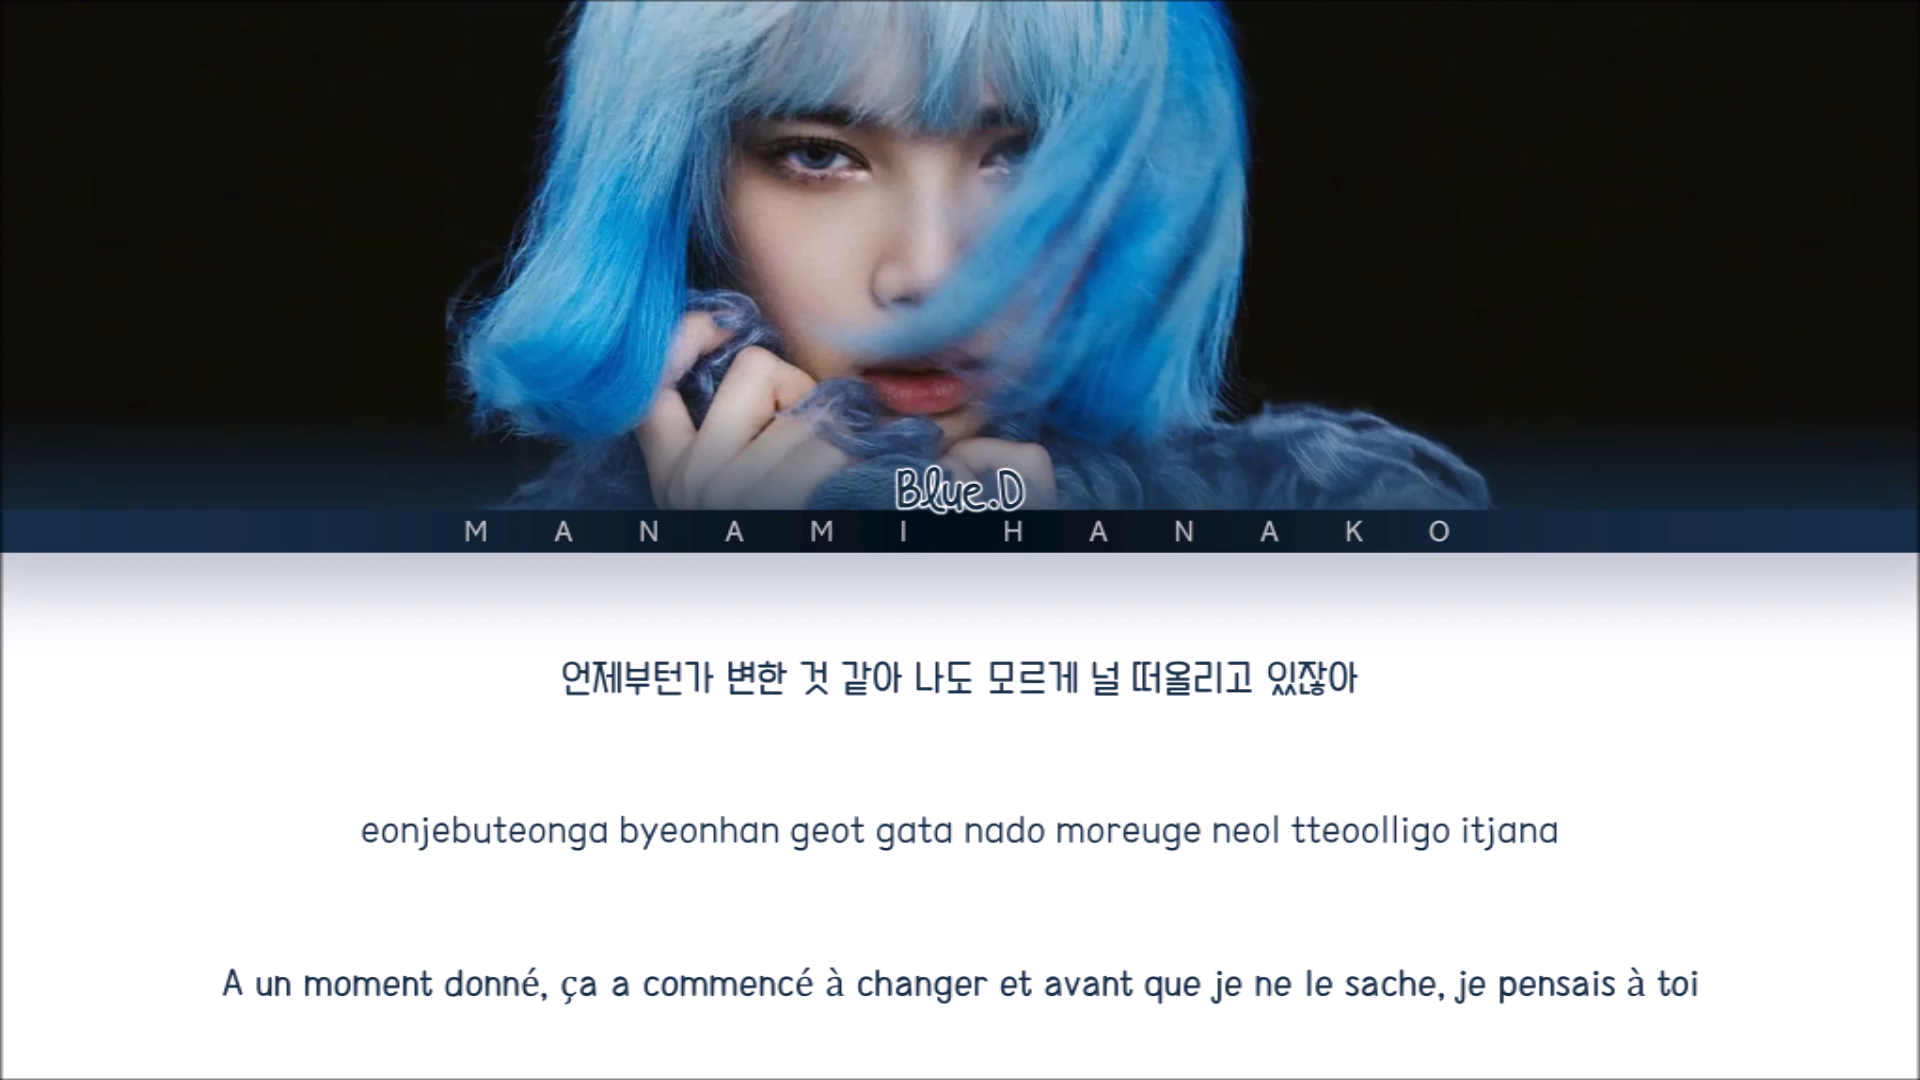 Blue.D
MANAMI HANAKO
언제부턴가 변한 것 같아 나도 모르게 널 떠올리고 있잖아
eonjebuteonga byeonhan geot gata nado moreuge neol tteoolligo itjana
A un moment donné, ça a commencé à changer et avant que je ne le sache, je pensais à toi